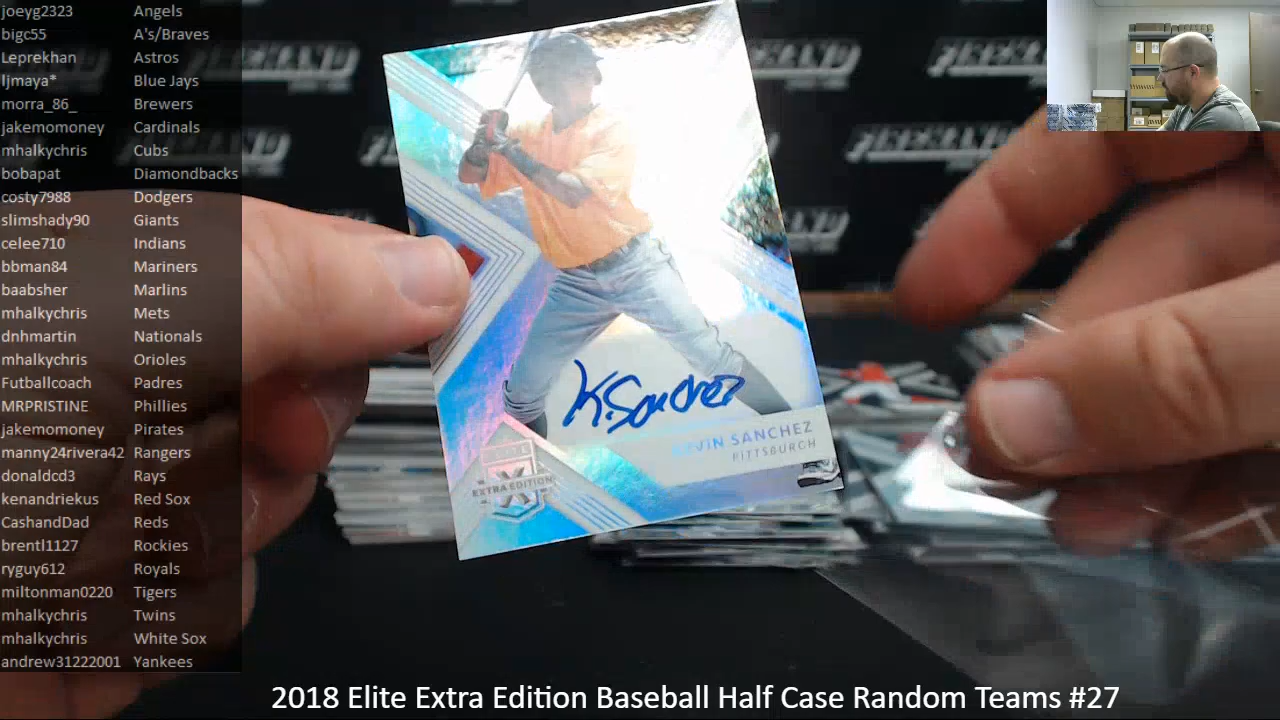 joeyg2323 Angels
bigc55 A's/Braves
Leprekhan Astros
ljmaya* Blue Jays
morra_86_ Brewers
jakemomoney Cardinals
mhalkychris Cubs
bobapat Diamondbacks
costy7988 Dodgers
slimshady90 Giants
celee710 Indians
bbman84 Mariners
baabsher Marlins
mhalkychris Mets
dnhmartin Nationals
mhalkychris Orioles
Futballcoach Padres
MRPRISTINE Phillies
jakemomoney Pirates
manny24rivera42 Rangers
donaldcd3 Rays
kenandriekus Red Sox
CashandDad Reds
brentl1127 Rockies
ryguy612 Royals
miltonman0220 Tigers
mhalkychris Twins
mhalkychris White Sox
andrew31222001 Yankees
FIREHAND
K. Sanchez
KEVIN SANCHEZ
PITTSBURGH
ELITE
EXTRA EDITION
2018 Elite Extra Edition Baseball Half Case Random Teams #27